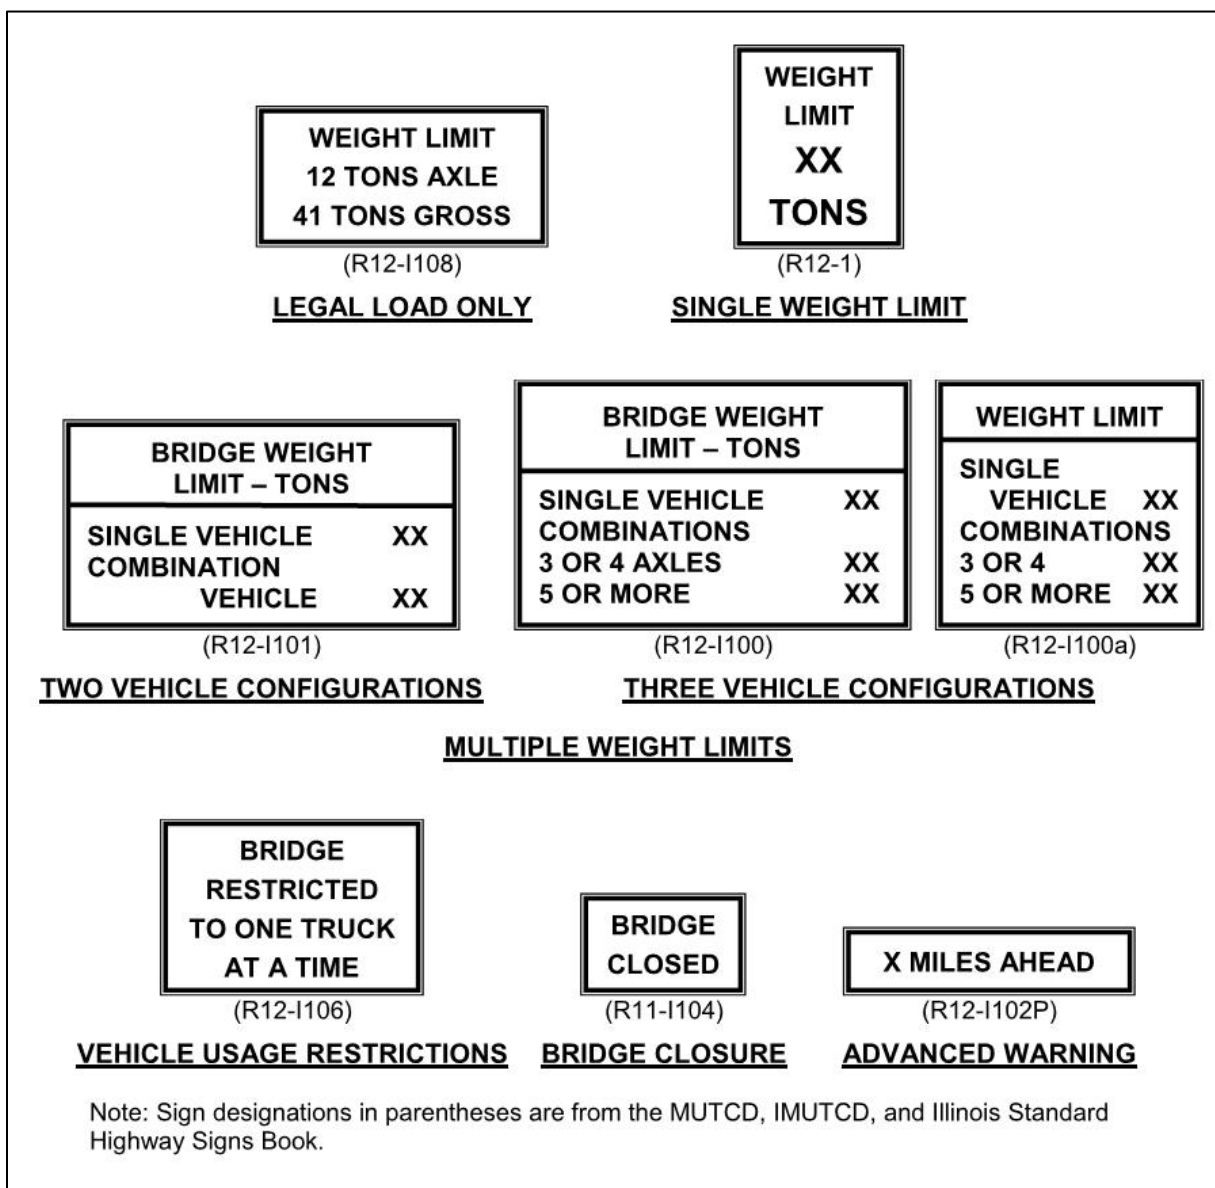 WEIGHT LIMIT
12 TONS AXLE
41 TONS GROSS
(R12-I108)
LEGAL LOAD ONLY
WEIGHT
LIMIT
XX
TONS
(R12-1)
SINGLE WEIGHT LIMIT
BRIDGE WEIGHT
LIMIT – TONS
SINGLE VEHICLE XX
COMBINATION
VEHICLE XX
(R12-I101)
TWO VEHICLE CONFIGURATIONS
BRIDGE WEIGHT
LIMIT – TONS
SINGLE VEHICLE XX
COMBINATIONS
3 OR 4 AXLES XX
5 OR MORE XX
(R12-I100)
WEIGHT LIMIT
SINGLE
VEHICLE XX
COMBINATIONS
3 OR 4 XX
5 OR MORE XX
(R12-I100a)
THREE VEHICLE CONFIGURATIONS
MULTIPLE WEIGHT LIMITS
BRIDGE
RESTRICTED
TO ONE TRUCK
AT A TIME
(R12-I106)
VEHICLE USAGE RESTRICTIONS
BRIDGE
CLOSED
(R11-I104)
BRIDGE CLOSURE
X MILES AHEAD
(R12-I102P)
ADVANCED WARNING
Note: Sign designations in parentheses are from the MUTCD, IMUTCD, and Illinois Standard
Highway Signs Book.